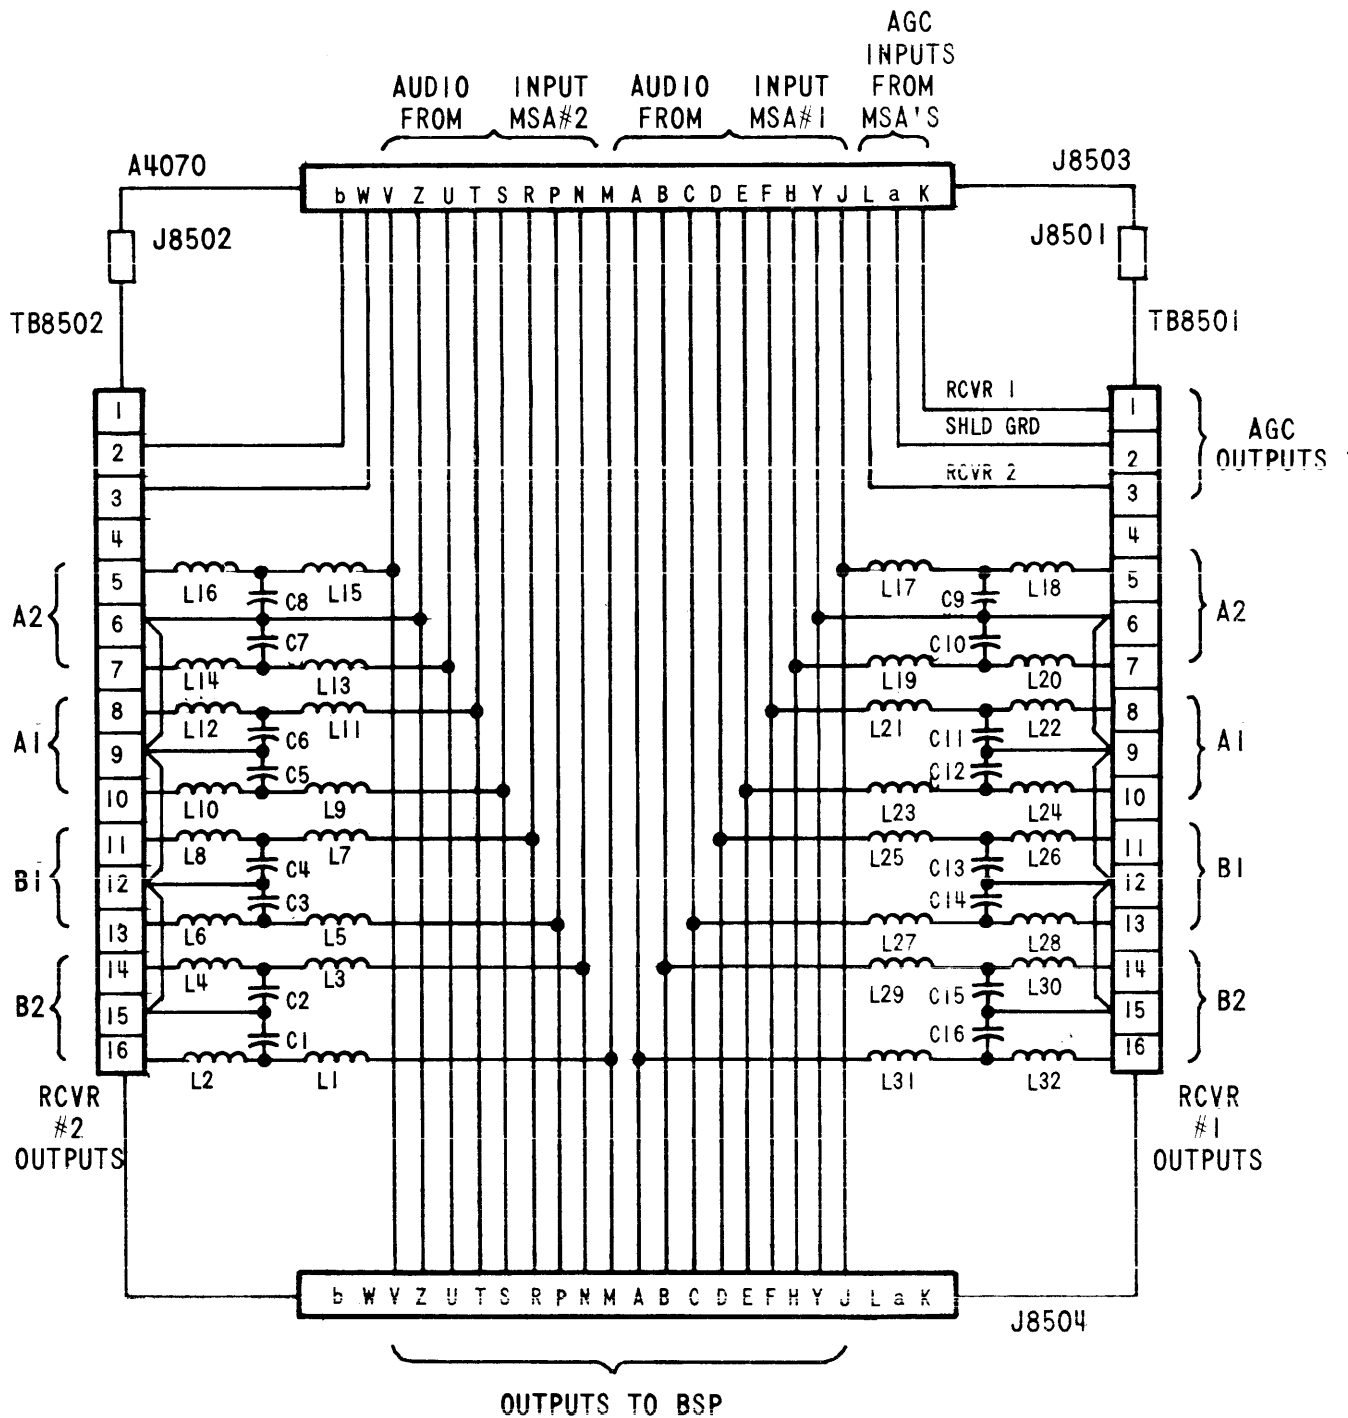 AGC
INPUTS
AUDIO INPUT AUDIO INPUT FROM
FROM MSA#2 FROM MSA#1 MSA'S
A4070 J8503
b W V Z U T S R P N M A B C D E F H Y J L a K
J8502 J8501
TB8502 TB8501
RCVR 1
SHLD GRD
RCVR 2
AGC
OUTPUTS
1
2
3
4
5
6
7
8
9
10
11
12
13
14
15
16
A2
A1
B1
B2
L16 C8 L15
C7
L14 L13
L12 C6 L11
C5
L10 L9
L8 C4 L7
C3
L6 L5
L4 C2 L3
C1
L2 L1
RCVR
#2
OUTPUTS
L17 C9 L18
C10
L19 L20
L21 C11 L22
C12
L23 L24
L25 C13 L26
C14
L27 L28
L29 C15 L30
C16
L31 L32
1
2
3
4
5
6
7
8
9
10
11
12
13
14
15
16
A2
A1
B1
B2
RCVR
#1
OUTPUTS
b W V Z U T S R P N M A B C D E F H Y J L a K
J8504
OUTPUTS TO BSP